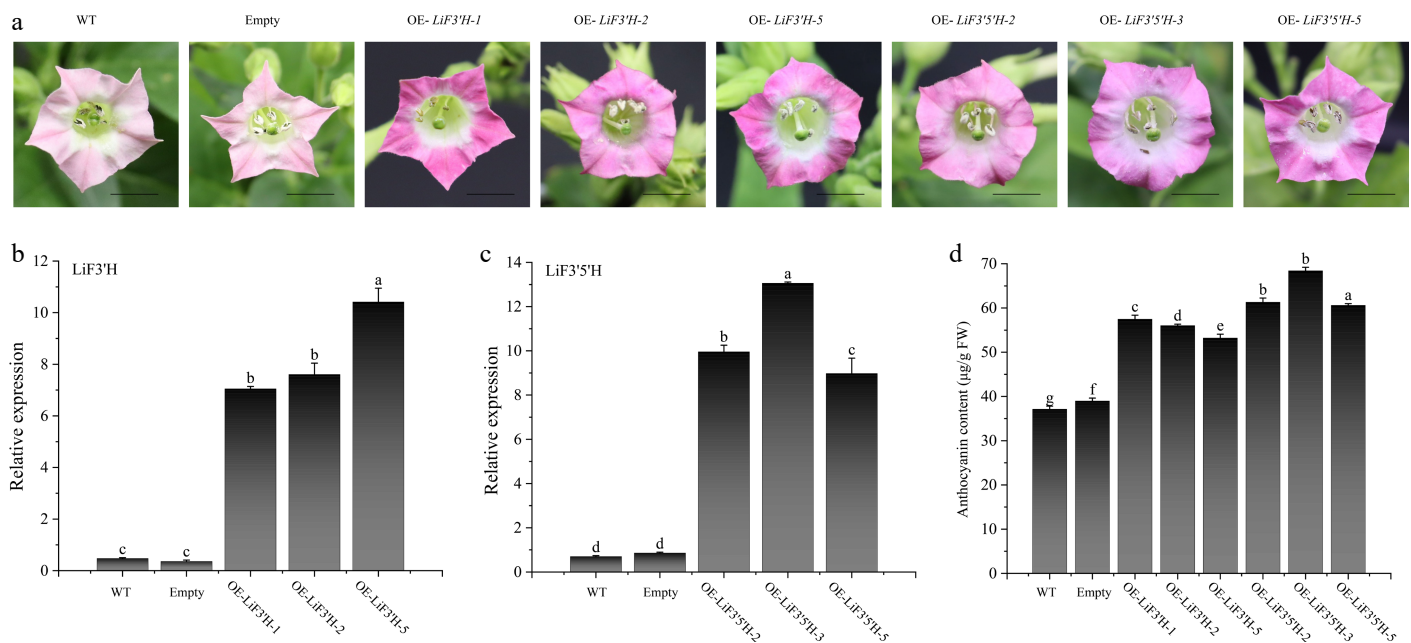 a
WT
Empty
OE- LiF3'H-1
OE- LiF3'H-2
OE- LiF3'H-5
OE- LiF3'5'H-2
OE- LiF3'5'H-3
OE- LiF3'5'H-5
b
LiF3'H
Relative expression
12
10
8
6
4
2
0
c
c
b
b
a
WT
Empty
OE-LiF3'H-1
OE-LiF3'H-2
OE-LiF3'H-5
c
LiF3'5'H
Relative expression
14
12
10
8
6
4
2
0
d
d
b
a
c
WT
Empty
OE-LiF3'5'H-2
OE-LiF3'5'H-3
OE-LiF3'5'H-5
d
Anthocyanin content (μg/g FW)
70
60
50
40
30
20
10
0
g
f
c
d
e
b
b
a
WT
Empty
OE-LiF3'H-1
OE-LiF3'H-2
OE-LiF3'H-5
OE-LiF3'5'H-2
OE-LiF3'5'H-3
OE-LiF3'5'H-5